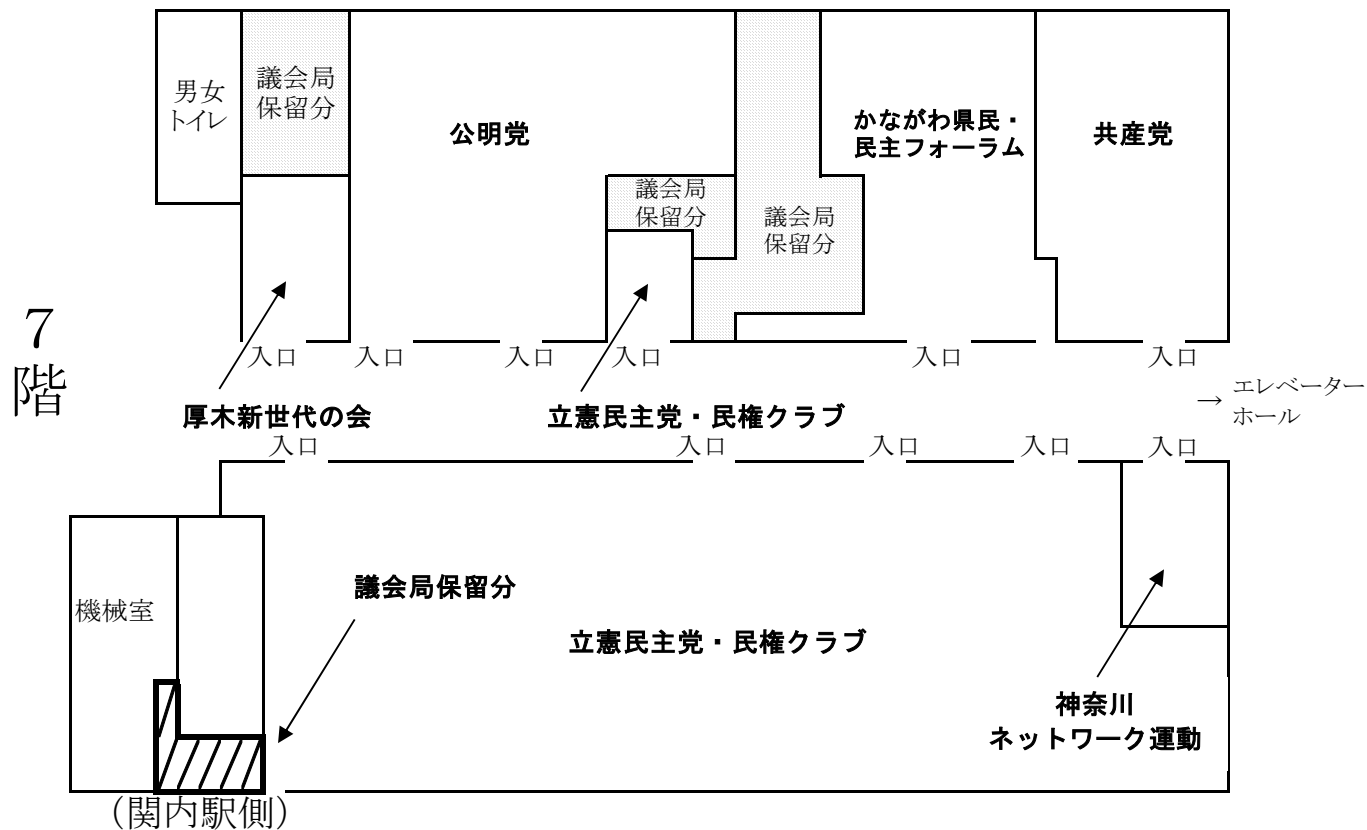 男女
トイレ
議会局
保留分
公明党
議会局
保留分
議会局
保留分
かながわ県民・
民主フォーラム
共産党
7
階
入口
入口
入口
入口
入口
入口
厚木新世代の会
立憲民主党・民権クラブ
→ エレベーター
ホール
入口
入口
入口
入口
入口
機械室
議会局保留分
立憲民主党・民権クラブ
神奈川
ネットワーク運動
(関内駅側)